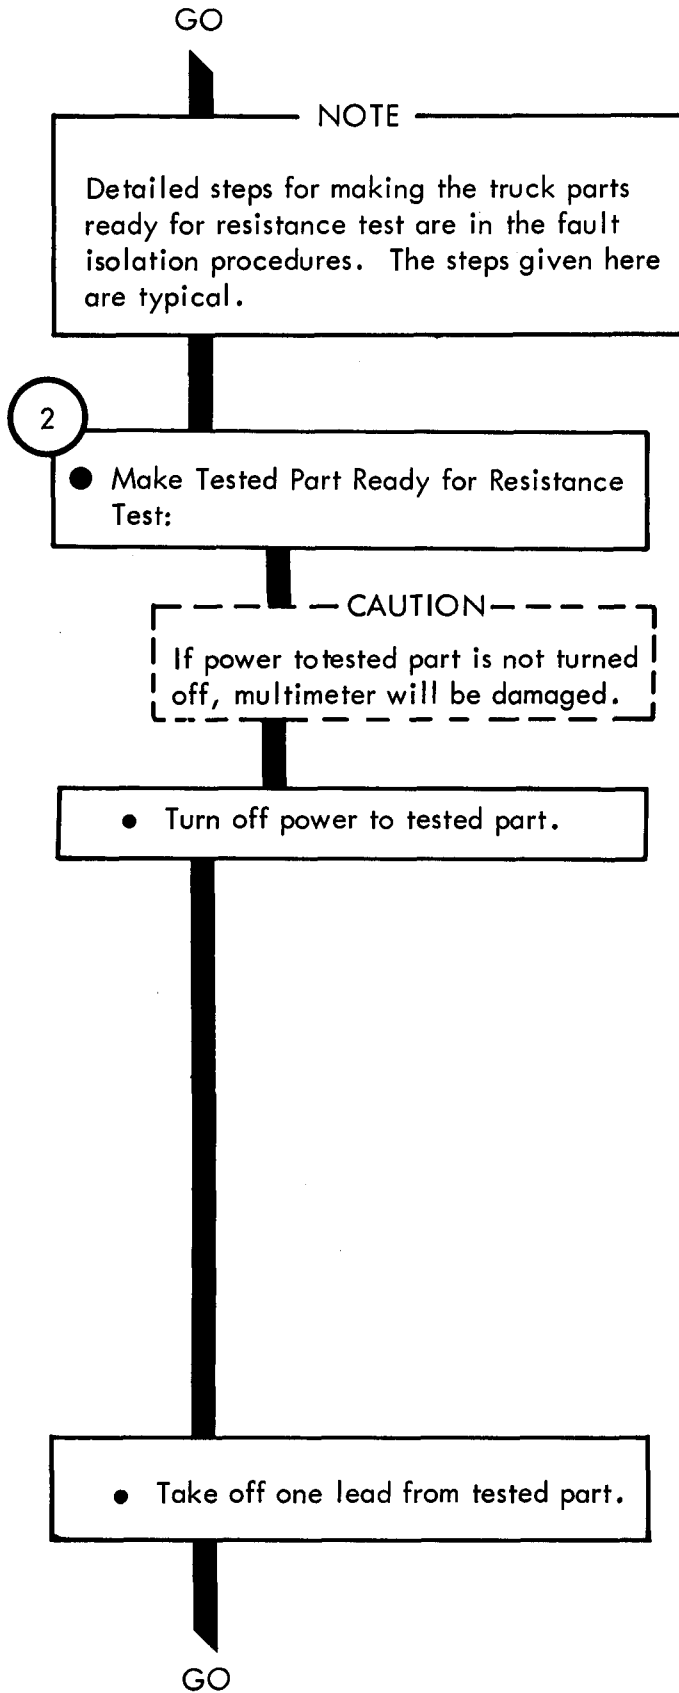 GO
NOTE
Detailed steps for making the truck parts
ready for resistance test are in the fault
isolation procedures. The steps given here
are typical.
2
● Make Tested Part Ready for Resistance
Test:
CAUTION
If power to tested part is not turned
off, multimeter will be damaged.
● Turn off power to tested part.
● Take off one lead from tested part.
GO